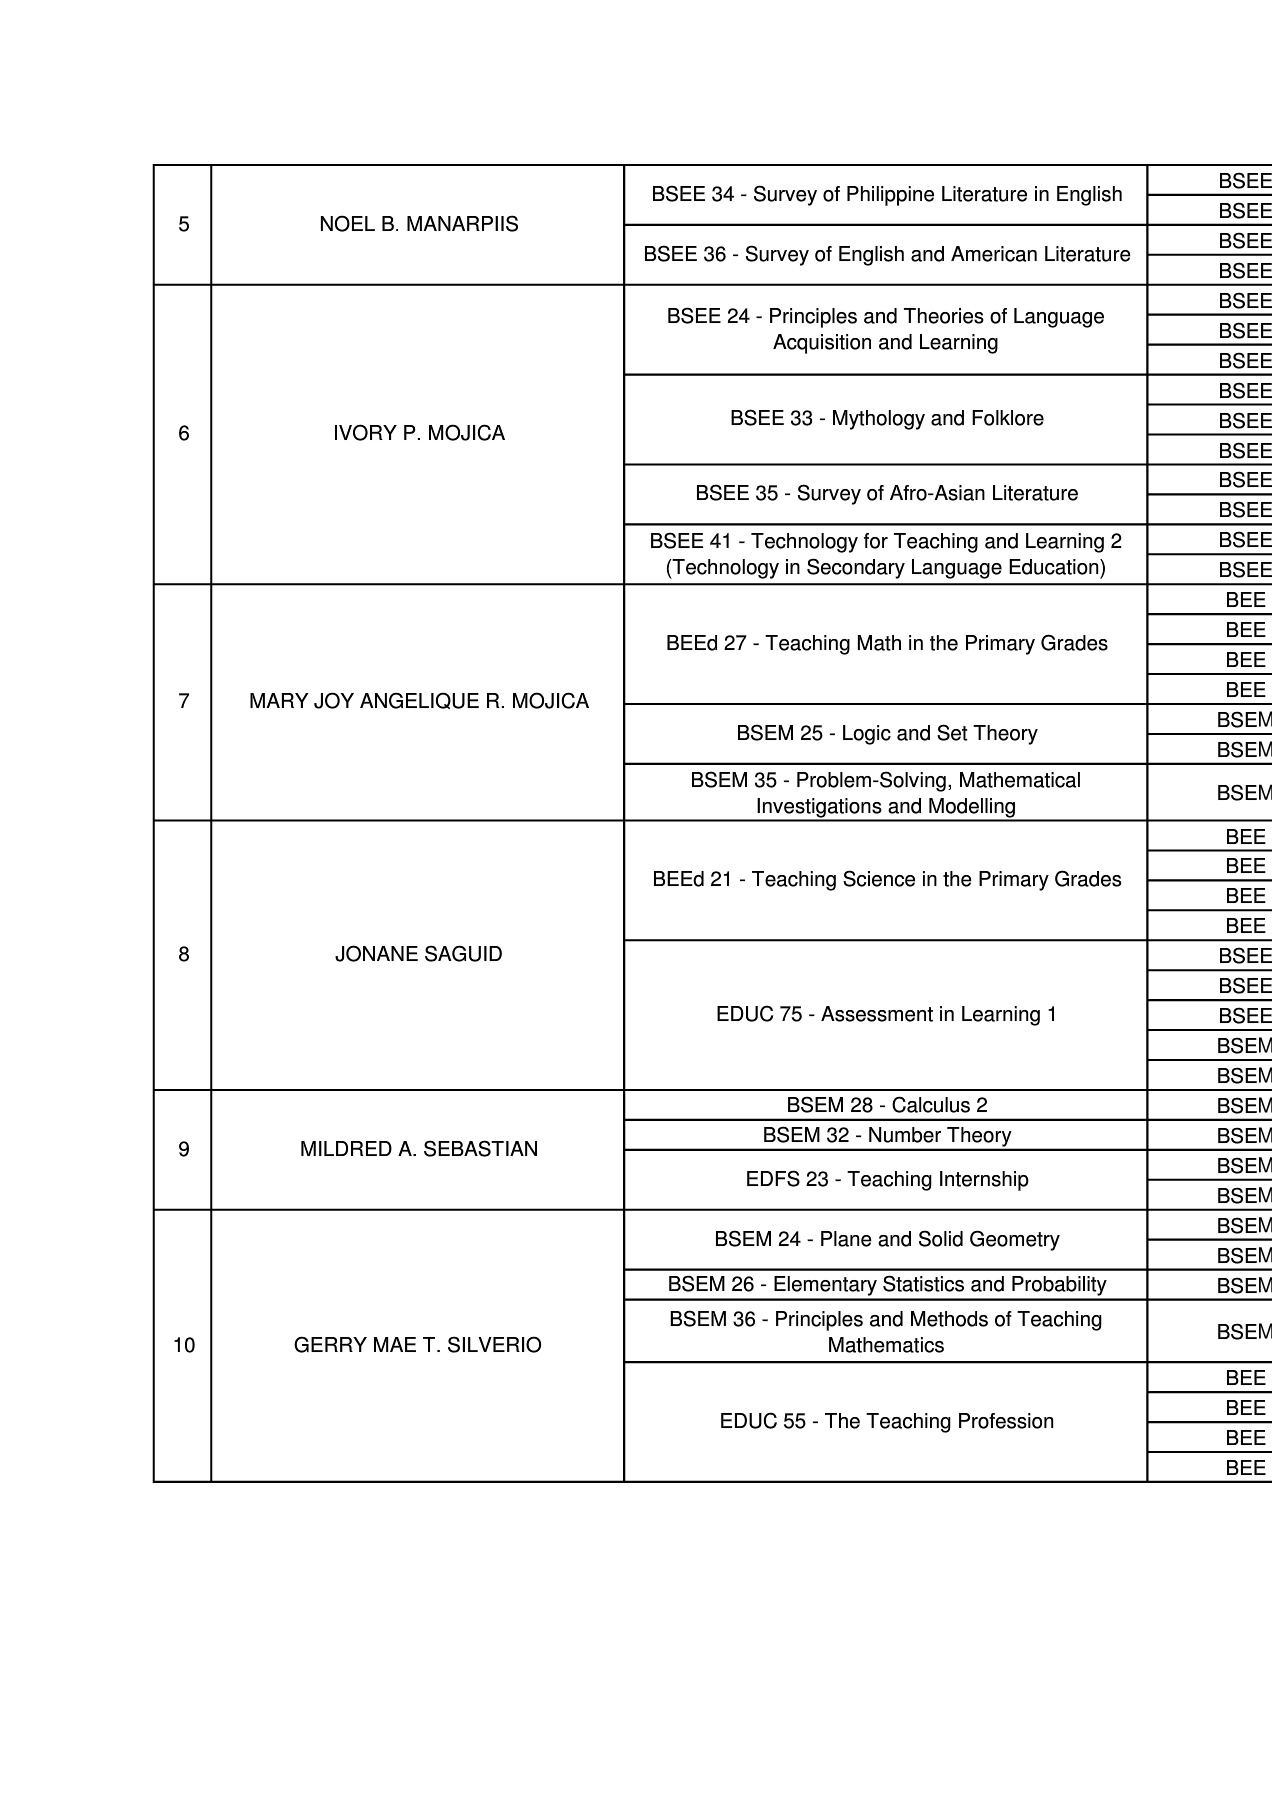 5
NOEL B. MANARPIIS
BSEE 34 - Survey of Philippine Literature in English
BSEE
BSEE
BSEE 36 - Survey of English and American Literature
BSEE
BSEE
6
IVORY P. MOJICA
BSEE 24 - Principles and Theories of Language
Acquisition and Learning
BSEE
BSEE
BSEE
BSEE 33 - Mythology and Folklore
BSEE
BSEE
BSEE
BSEE 35 - Survey of Afro-Asian Literature
BSEE
BSEE
BSEE 41 - Technology for Teaching and Learning 2
(Technology in Secondary Language Education)
BSEE
BSEE
7
MARY JOY ANGELIQUE R. MOJICA
BEEd 27 - Teaching Math in the Primary Grades
BEE
BEE
BEE
BEE
BSEM 25 - Logic and Set Theory
BSEM
BSEM
BSEM 35 - Problem-Solving, Mathematical
Investigations and Modelling
BSEM
8
JONANE SAGUID
BEEd 21 - Teaching Science in the Primary Grades
BEE
BEE
BEE
BEE
EDUC 75 - Assessment in Learning 1
BSEE
BSEE
BSEE
BSEM
BSEM
9
MILDRED A. SEBASTIAN
BSEM 28 - Calculus 2
BSEM
BSEM 32 - Number Theory
BSEM
EDFS 23 - Teaching Internship
BSEM
BSEM
10
GERRY MAE T. SILVERIO
BSEM 24 - Plane and Solid Geometry
BSEM
BSEM
BSEM 26 - Elementary Statistics and Probability
BSEM
BSEM 36 - Principles and Methods of Teaching
Mathematics
BSEM
EDUC 55 - The Teaching Profession
BEE
BEE
BEE
BEE